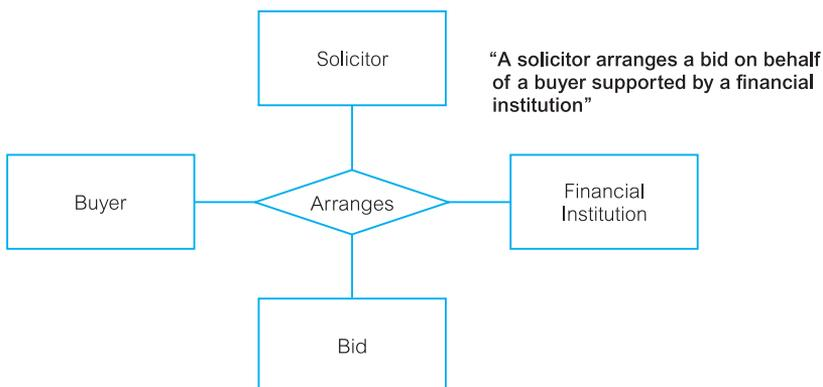 Solicitor
“A solicitor arranges a bid on behalf
of a buyer supported by a financial
institution”
Buyer
Arranges
Financial
Institution
Bid